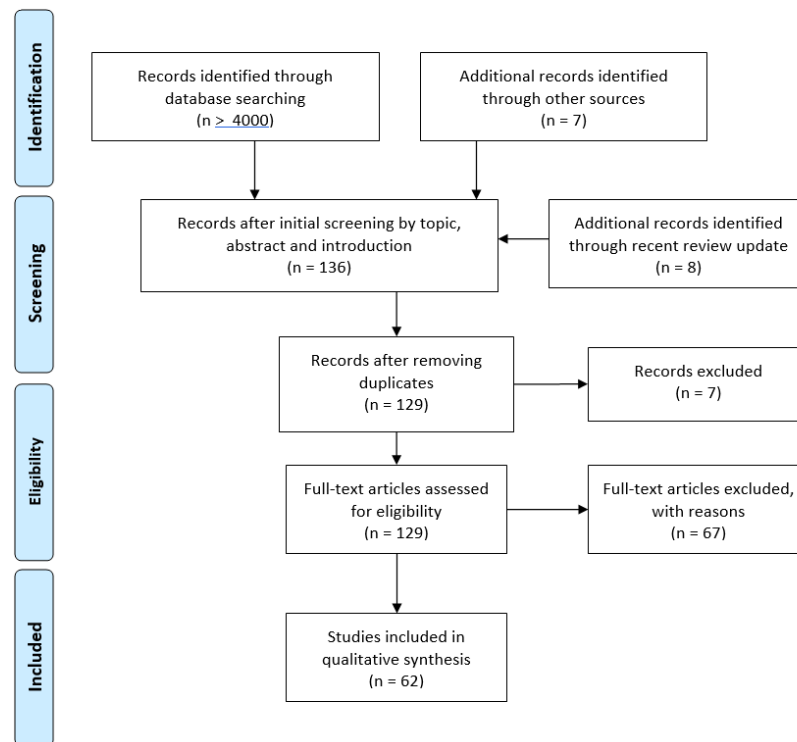 Identification
Records identified through
database searching
(n > 4000)
Additional records identified
through other sources
(n = 7)
Screening
Records after initial screening by topic,
abstract and introduction
(n = 136)
Additional records identified
through recent review update
(n = 8)
Records after removing
duplicates
(n = 129)
Records excluded
(n = 7)
Eligibility
Full-text articles assessed
for eligibility
(n = 129)
Full-text articles excluded,
with reasons
(n = 67)
Included
Studies included in
qualitative synthesis
(n = 62)